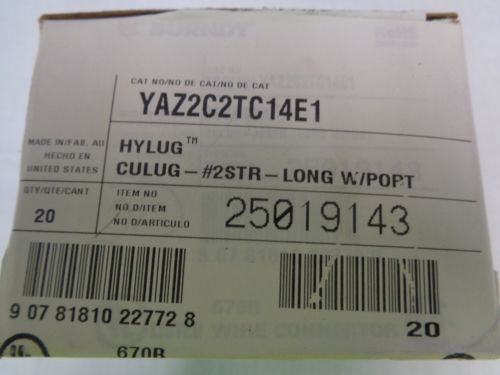 BURNDY
CAT NO/NO DE CAT/NO DE CAT
YAZ2C2TC14E1
MADE IN/FAB. AU
HECHO EN
UNITED STATES
HYLUG™
CULUG-#2STR-LONG W/POPT
QTY/QTE/CANT
20
ITEM NO
NO D/ITEM
NO D/ARTICULO
25019143
9 07 81810 22772 8
20
670B